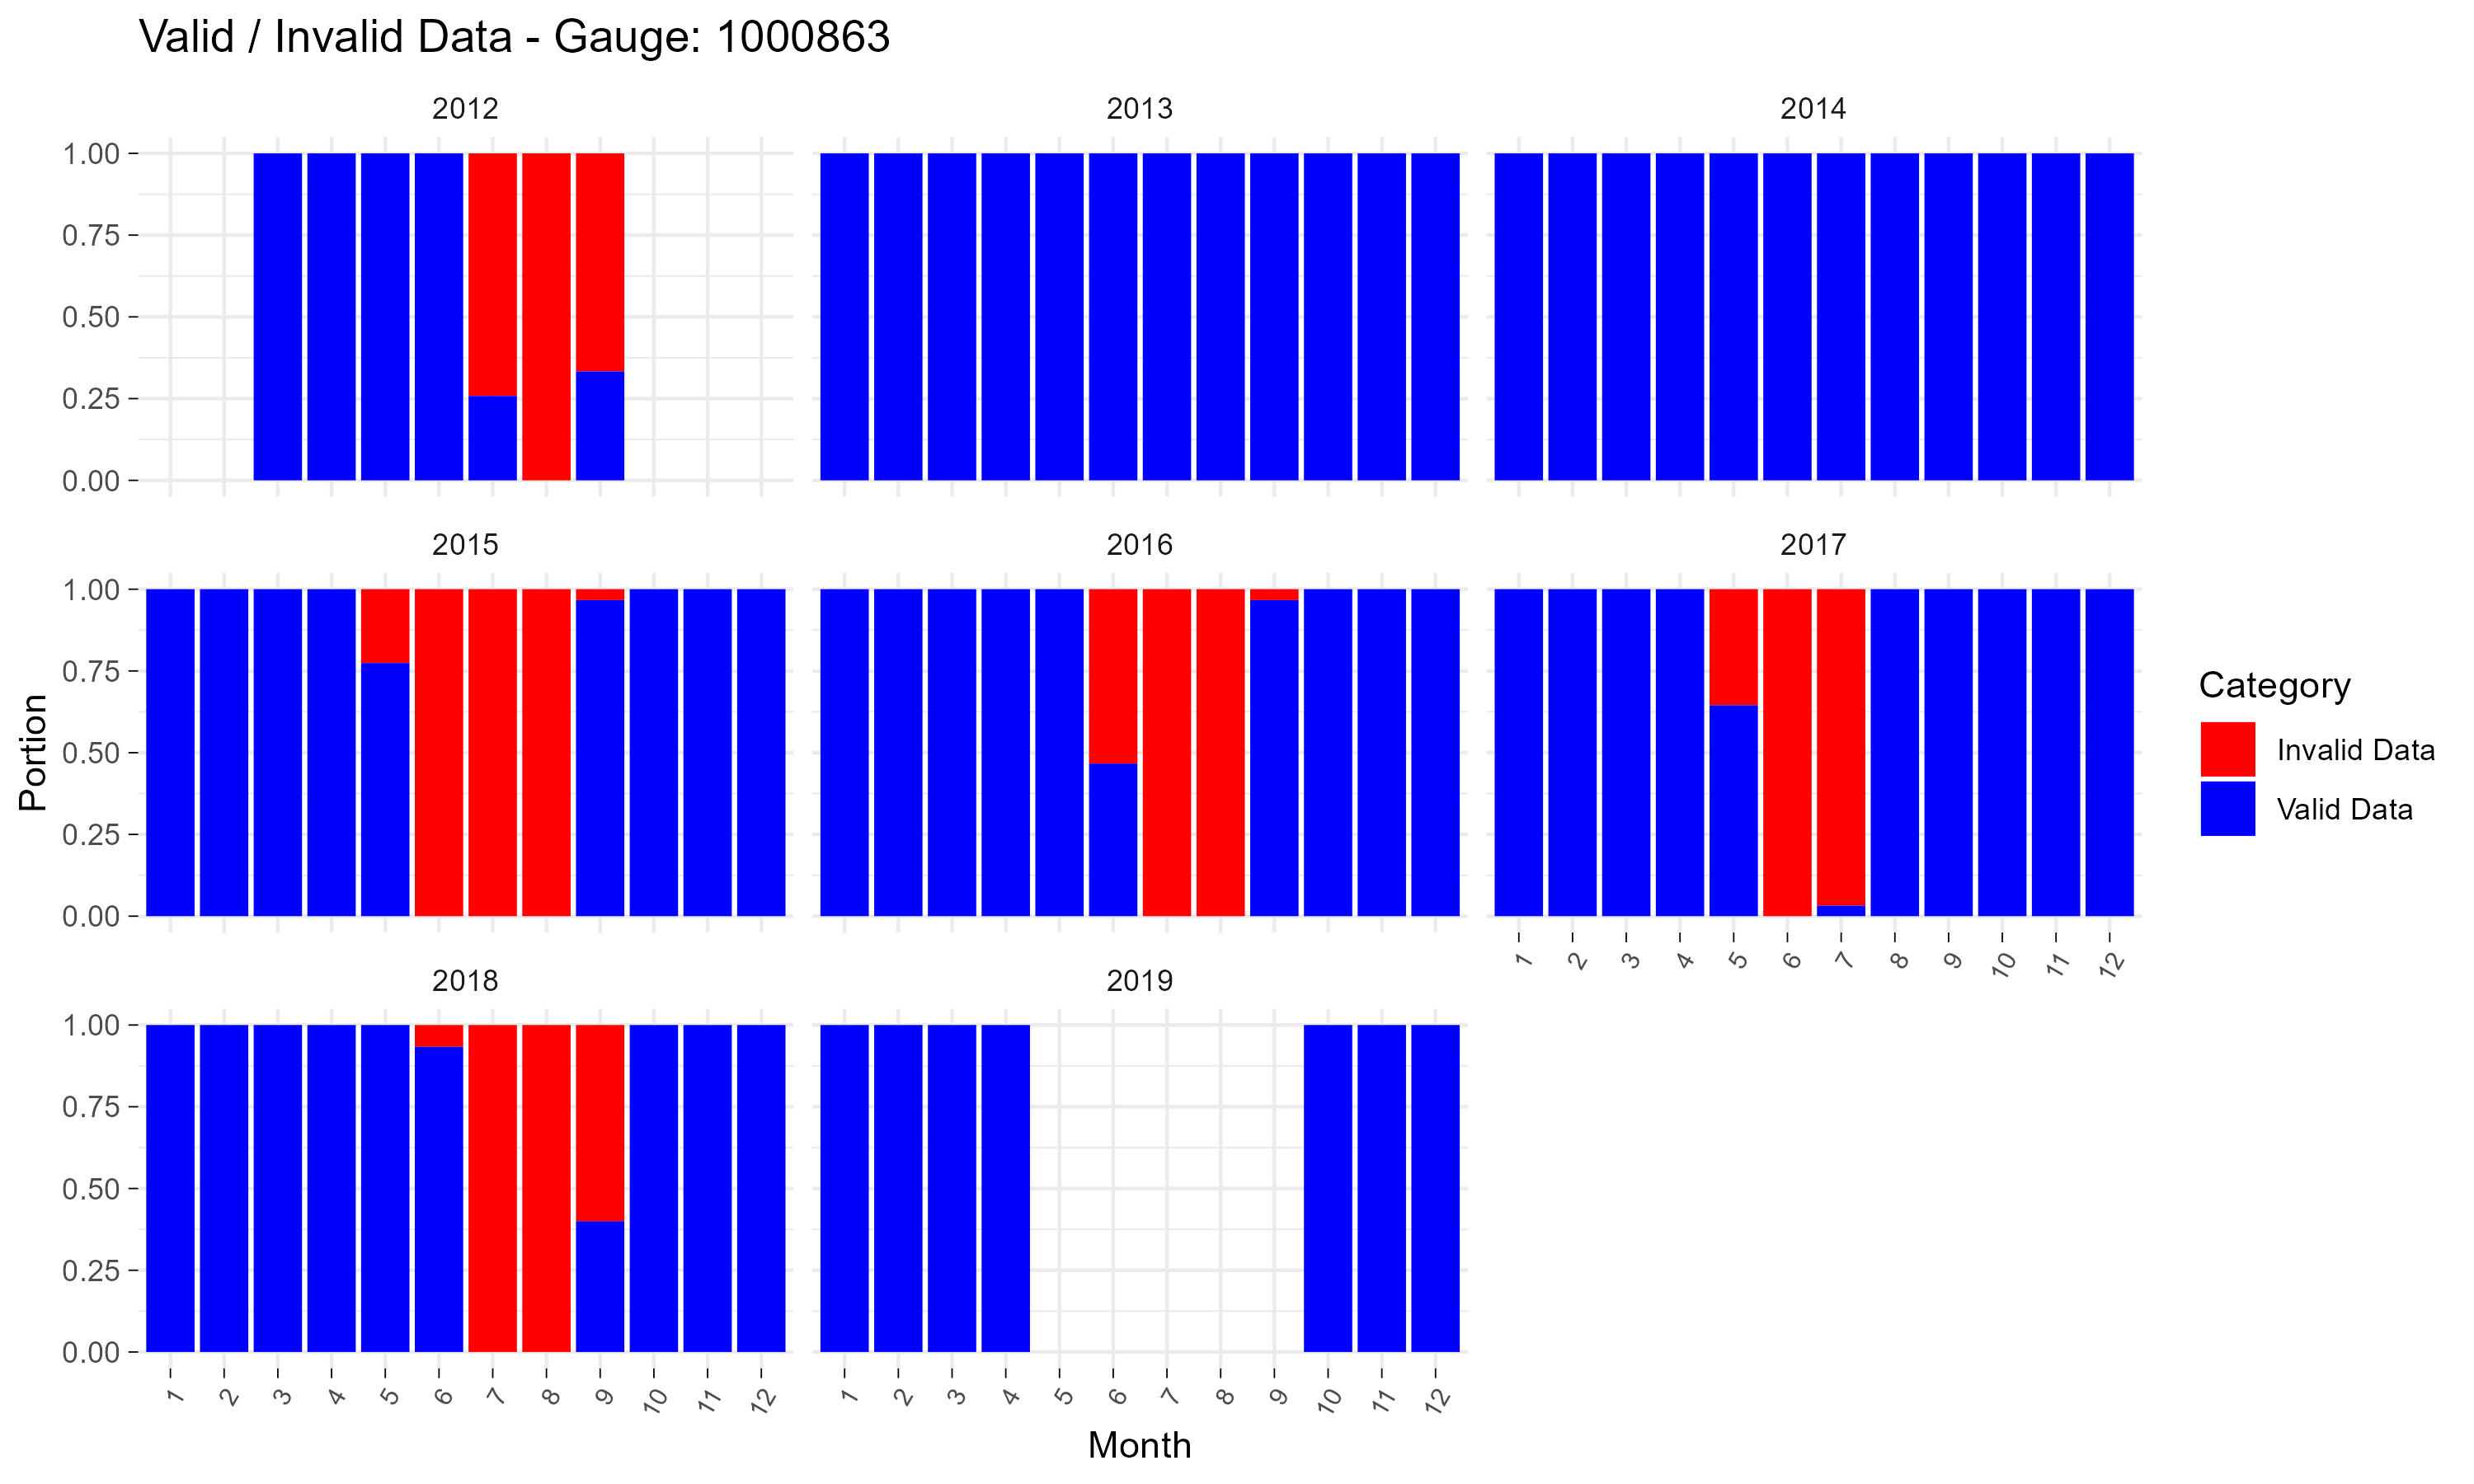 Valid / Invalid Data - Gauge: 1000863
2012 2013 2014
1.00
0.75
0.50
0.25
0.00
2015 2016 2017
1.00
0.75
0.50
0.25
0.00
1 2 3 4 5 6 7 8 9 10 11 12
2018 2019
1.00
0.75
0.50
0.25
0.00
1 2 3 4 5 6 7 8 9 10 11 12 1 2 3 4 5 6 7 8 9 10 11 12
Portion
Month
Category
Invalid Data
Valid Data